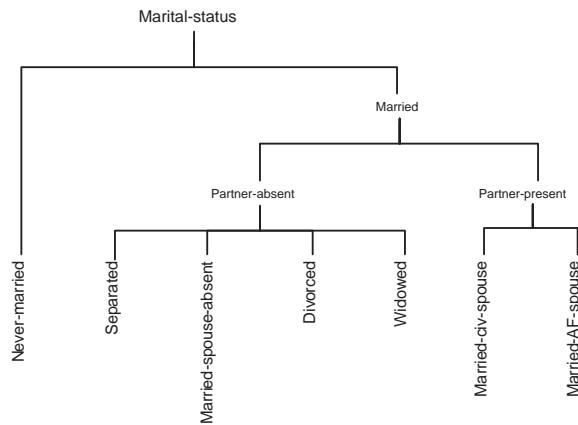 Marital-status
Married
Partner-absent
Partner-present
Never-married
Separated
Married-spouse-absent
Divorced
Widowed
Married-civ-spouse
Married-AF-spouse